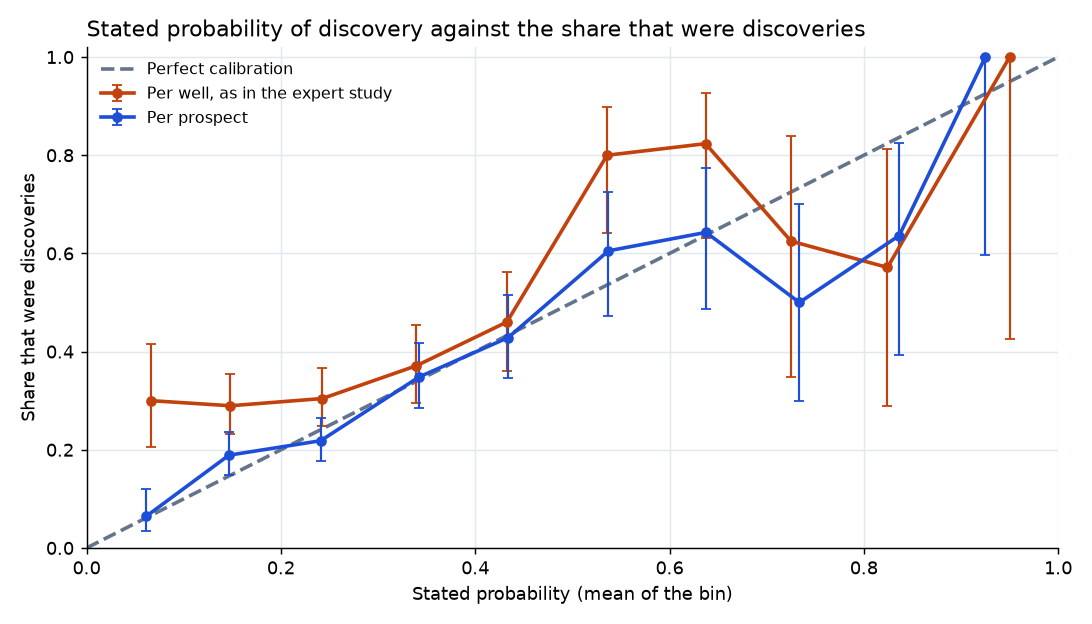 Stated probability of discovery against the share that were discoveries
Perfect calibration
Per well, as in the expert study
Per prospect
Share that were discoveries
1.0
0.8
0.6
0.4
0.2
0.0
0.0 0.2 0.4 0.6 0.8 1.0
Stated probability (mean of the bin)